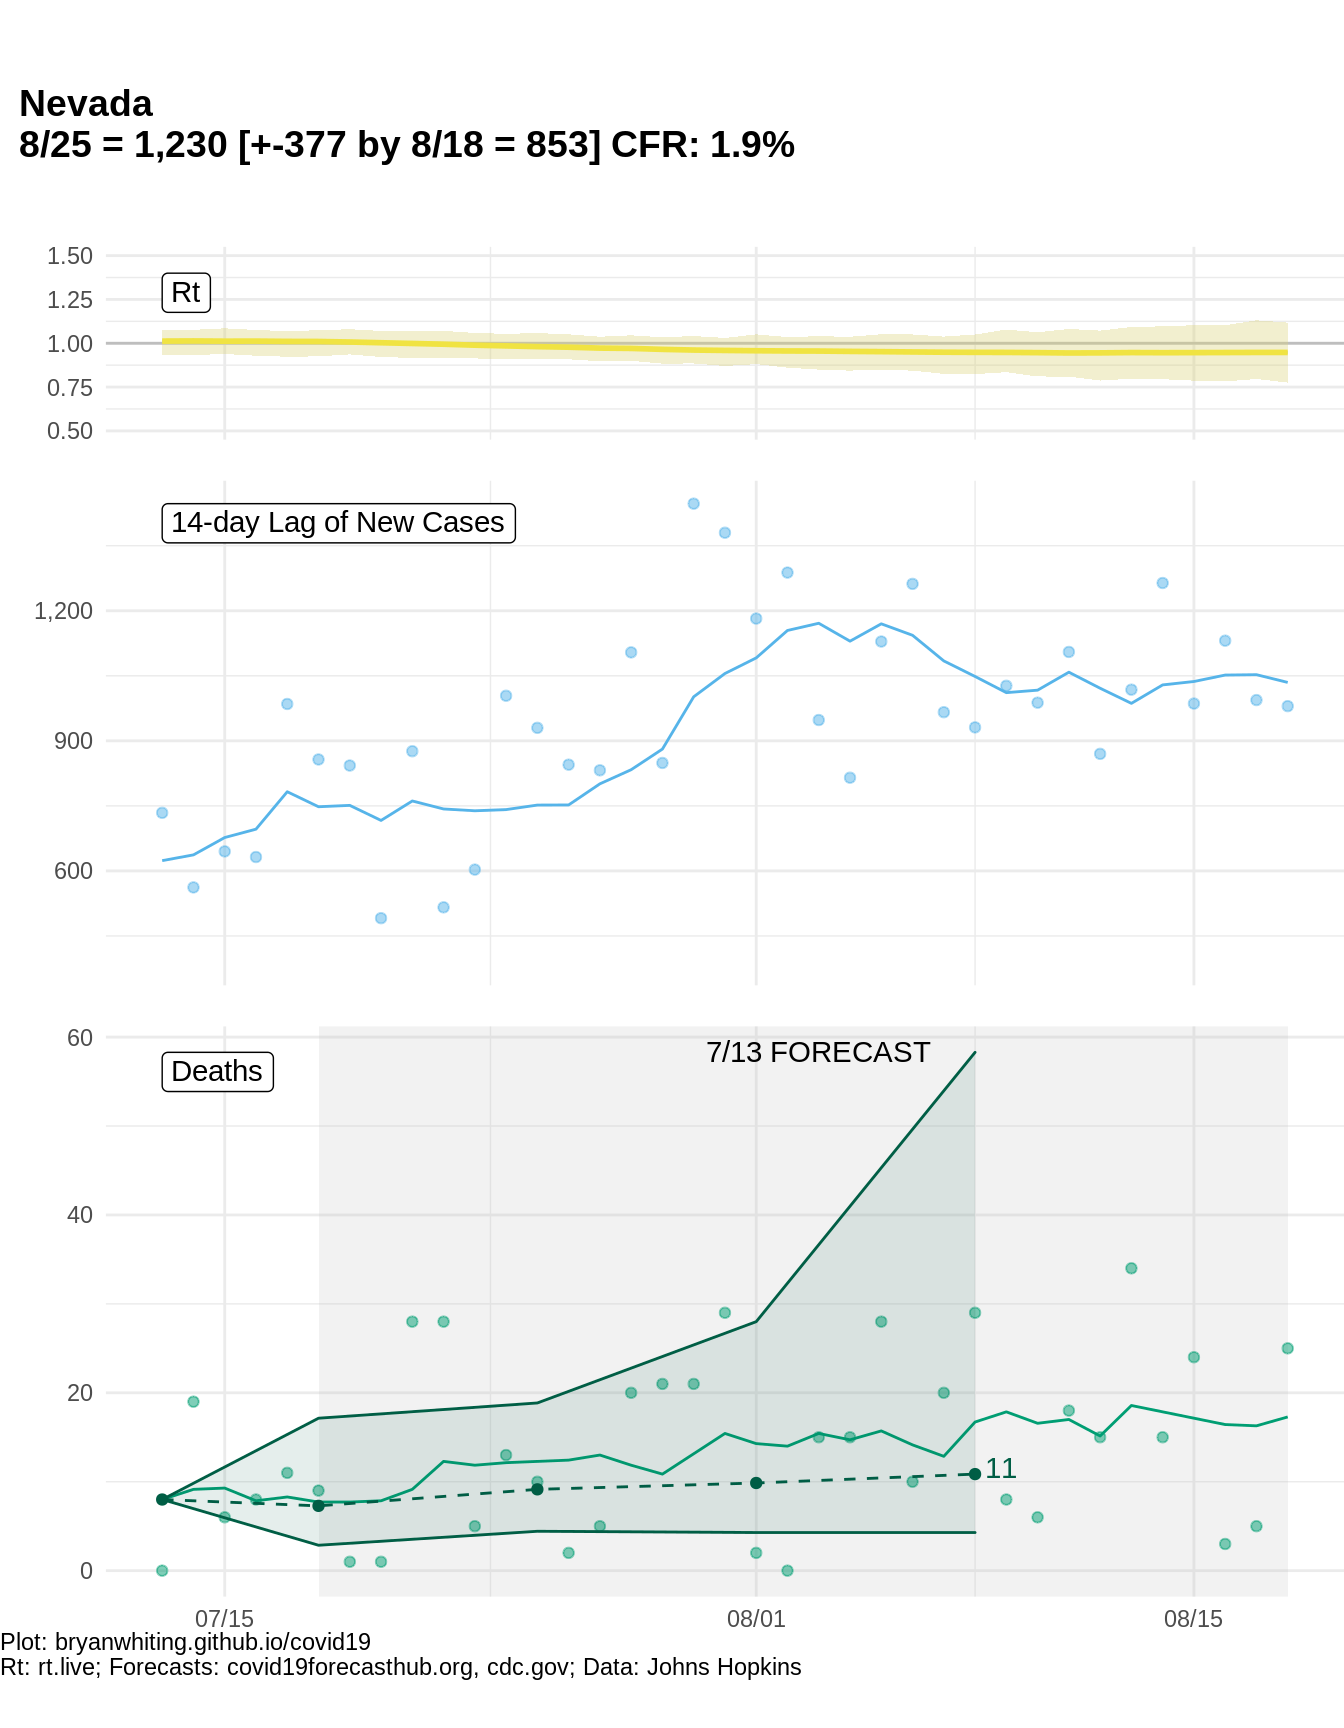 Nevada
8/25 = 1,230 [+-377 by 8/18 = 853] CFR: 1.9%
1.50
Rt
1.25
1.00
0.75
0.50
14-day Lag of New Cases
1,200
900
600
60
7/13 FORECAST
Deaths
40
20
11
0
07/15
08/01
08/15
Plot: bryanwhiting.github.io/covid19
Rt: rt.live; Forecasts: covid19forecasthub.org, cdc.gov; Data: Johns Hopkins